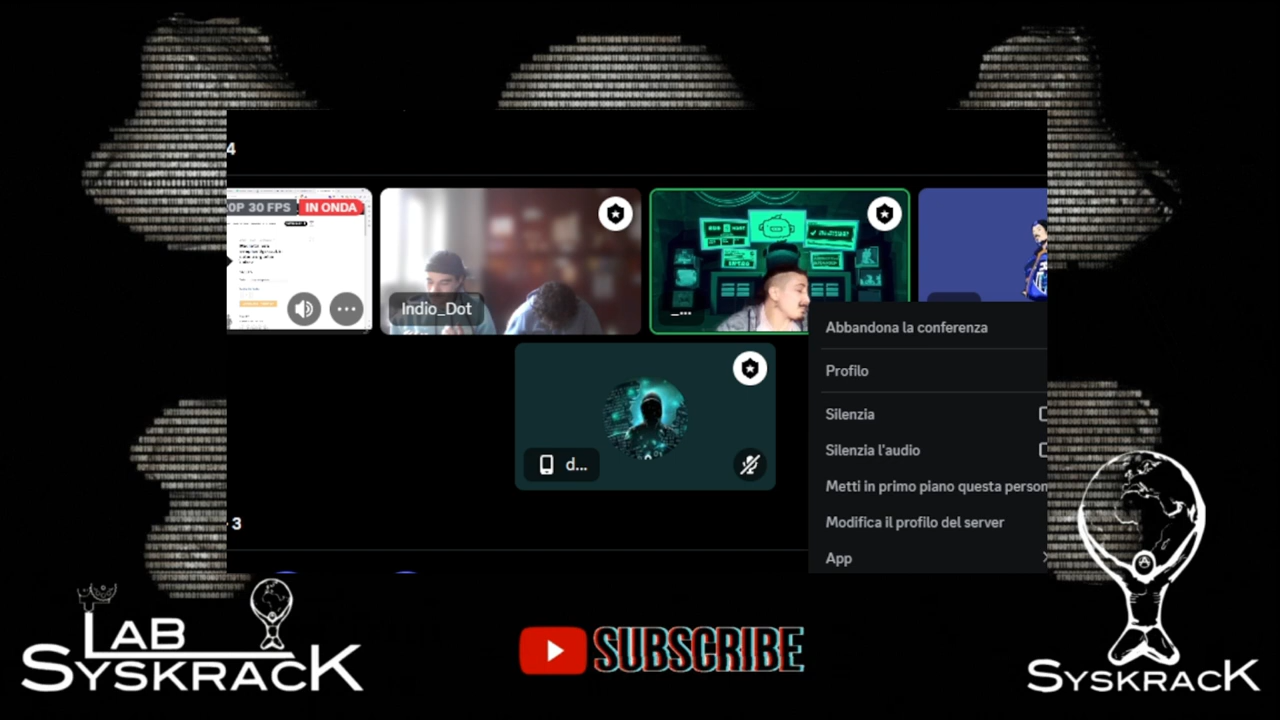 4
0P 30 FPS
IN ONDA
Indio_Dot
_...
d...
Abbandona la conferenza
Profilo
Silenzia
Silenzia l'audio
Metti in primo piano questa person
Modifica il profilo del server
App
- 3
LAB
SYSKRACK
SUBSCRIBE
SYSKRACK